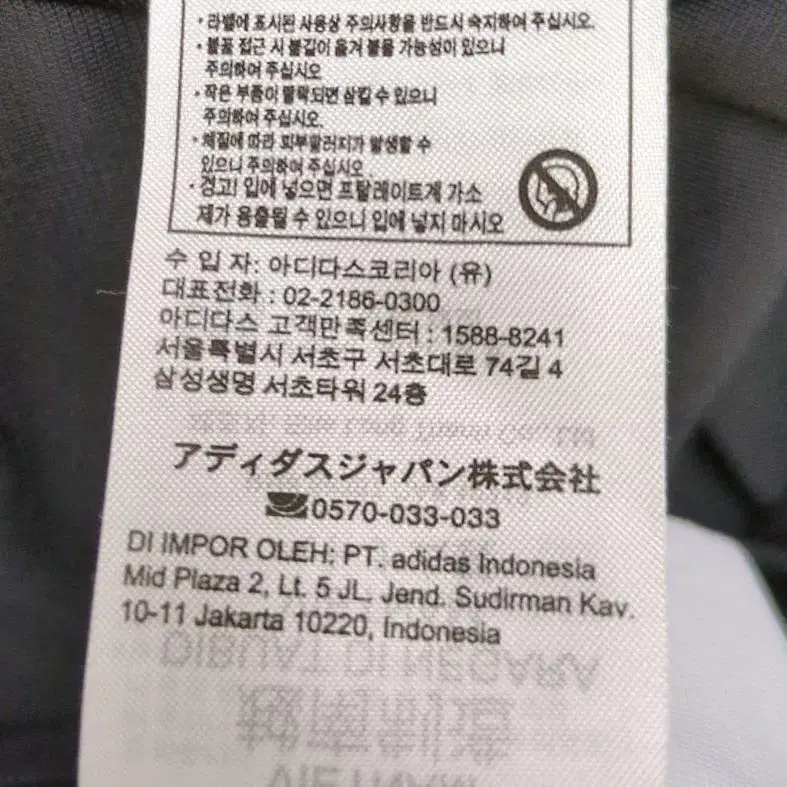 • 라벨에 표시된 사용상 주의사항을 반드시 숙지하여 주십시오.
• 불꽃 접근 시 불길이 옮겨 붙을 가능성이 있으니
주의하여 주십시오
• 작은 부품이 탈락되면 삼킬 수 있으니
주의하여 주십시오.
• 체질에 따라 피부알러지가 발생할 수
있으니 주의하여 주십시오
• 경고! 입에 넣으면 프탈레이트계 가소
제가 용출될 수 있으니 입에 넣지 마시오
수 입 자: 아디다스코리아 (유)
대표전화 : 02-2186-0300
아디다스 고객만족센터 : 1588-8241
서울특별시 서초구 서초대로 74길 4
삼성생명 서초타워 24층
アディダスジャパン株式会社
0570-033-033
DI IMPOR OLEH: PT. adidas Indonesia
Mid Plaza 2, Lt. 5 JL. Jend. Sudirman Kav.
10-11 Jakarta 10220, Indonesia
DIBUAT DI NEGARA
越南制造
VIETNAM